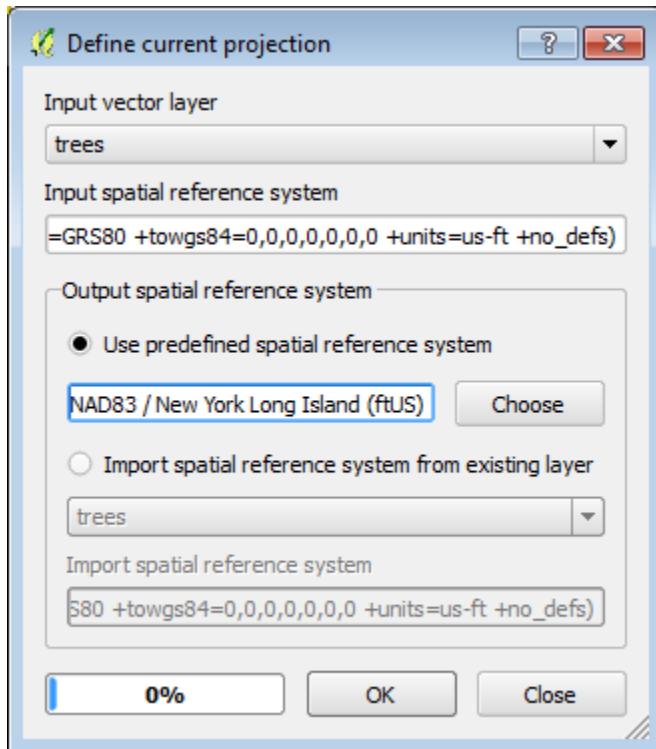 Define current projection
Input vector layer
trees
Input spatial reference system
=GRS80 +towgs84=0,0,0,0,0,0,0 +units=us-ft +no_defs)
Output spatial reference system
Use predefined spatial reference system
NAD83 / New York Long Island (ftUS)
Choose
Import spatial reference system from existing layer
trees
Import spatial reference system
S80 +towgs84=0,0,0,0,0,0,0 +units=us-ft +no_defs)
0%
OK
Close